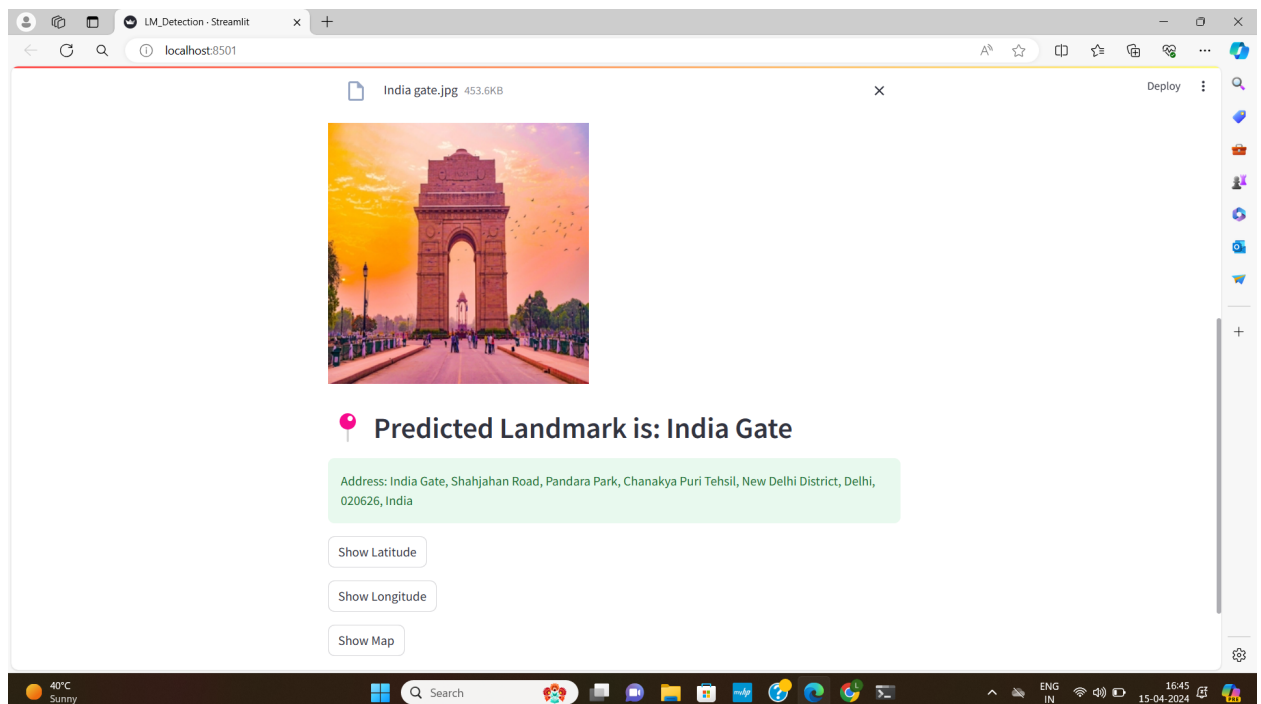 LM_Detection · Streamlit
localhost:8501
Deploy
India gate.jpg 453.6KB
Predicted Landmark is: India Gate
Address: India Gate, Shahjahan Road, Pandara Park, Chanakya Puri Tehsil, New Delhi District, Delhi,
020626, India
Show Latitude
Show Longitude
Show Map
40°C
Sunny
Search
ENG
IN
16:45
15-04-2024